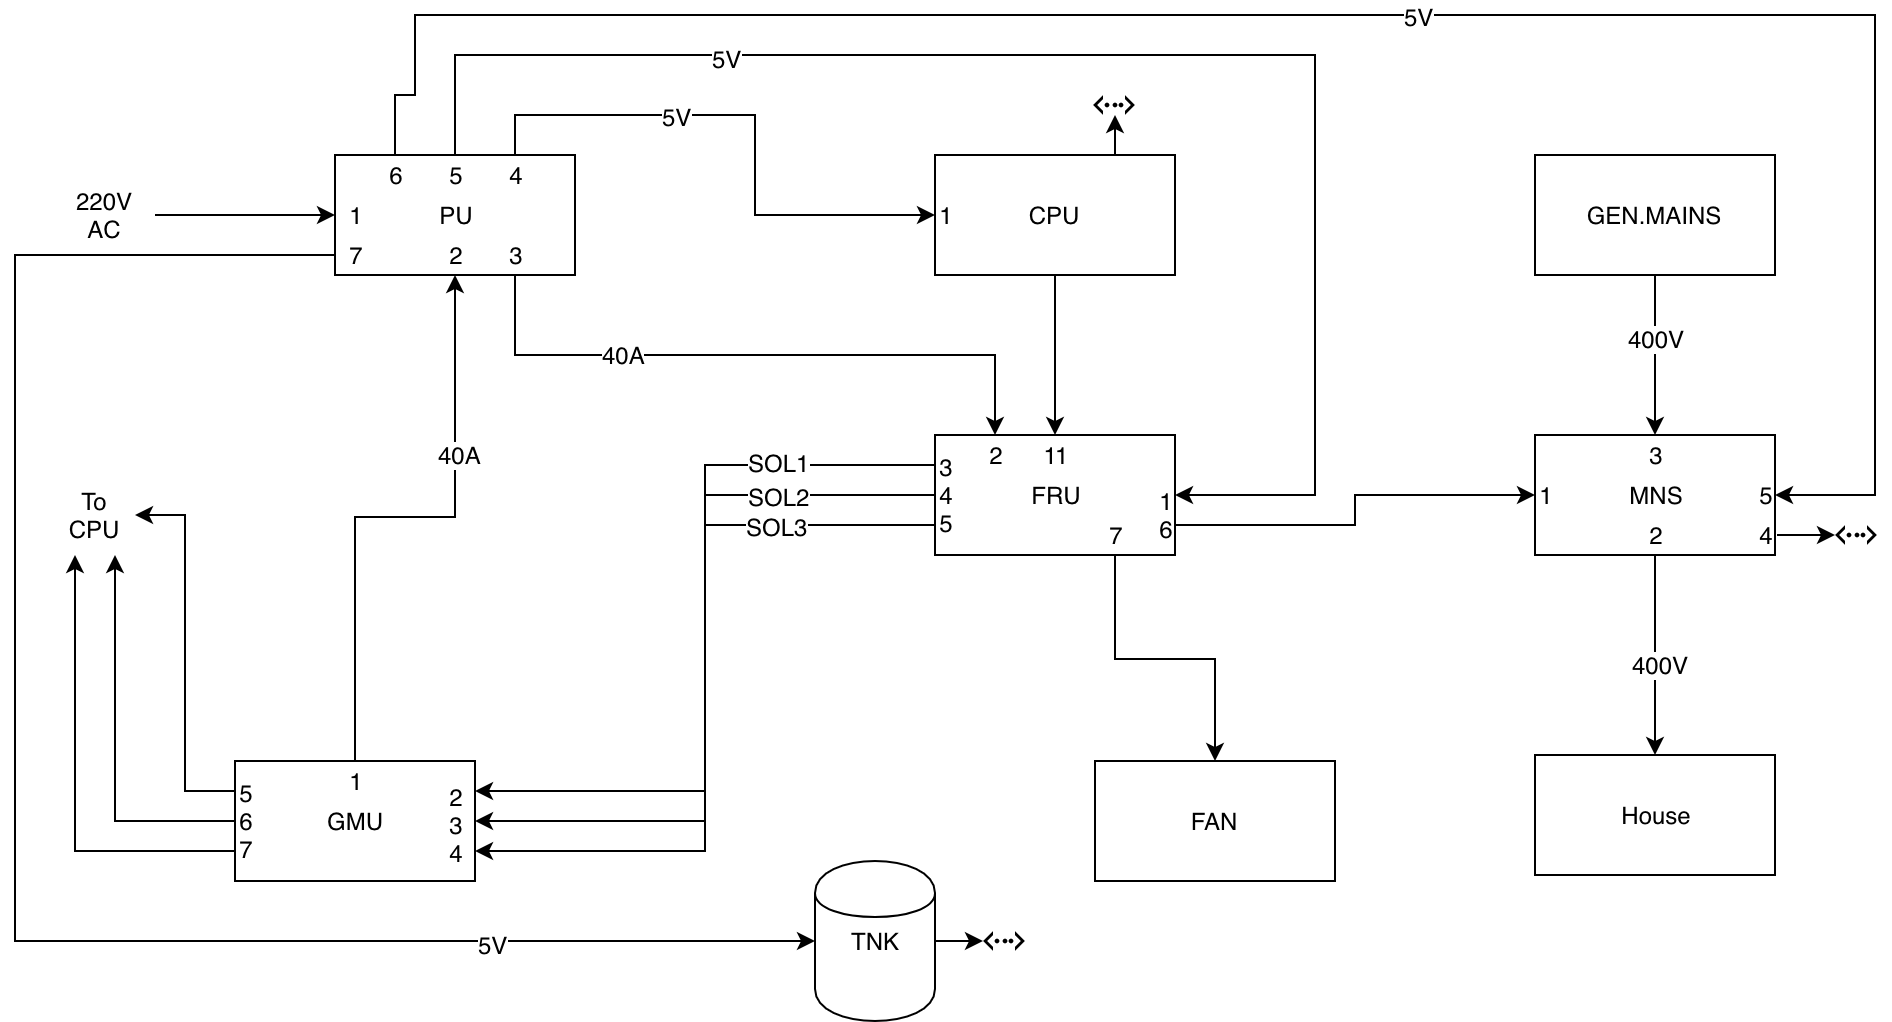 5V
5V
5V
6 5 4
220V
AC
1 PU
7 2 3
1 CPU
GEN.MAINS
400V
40A
40A
SOL1
SOL2
SOL3
2 11
3
4 FRU 1
5 7 6
3
1 MNS 5
2 4
To
CPU
400V
1
5 2
6 GMU 3
7 4
FAN
House
5V
TNK